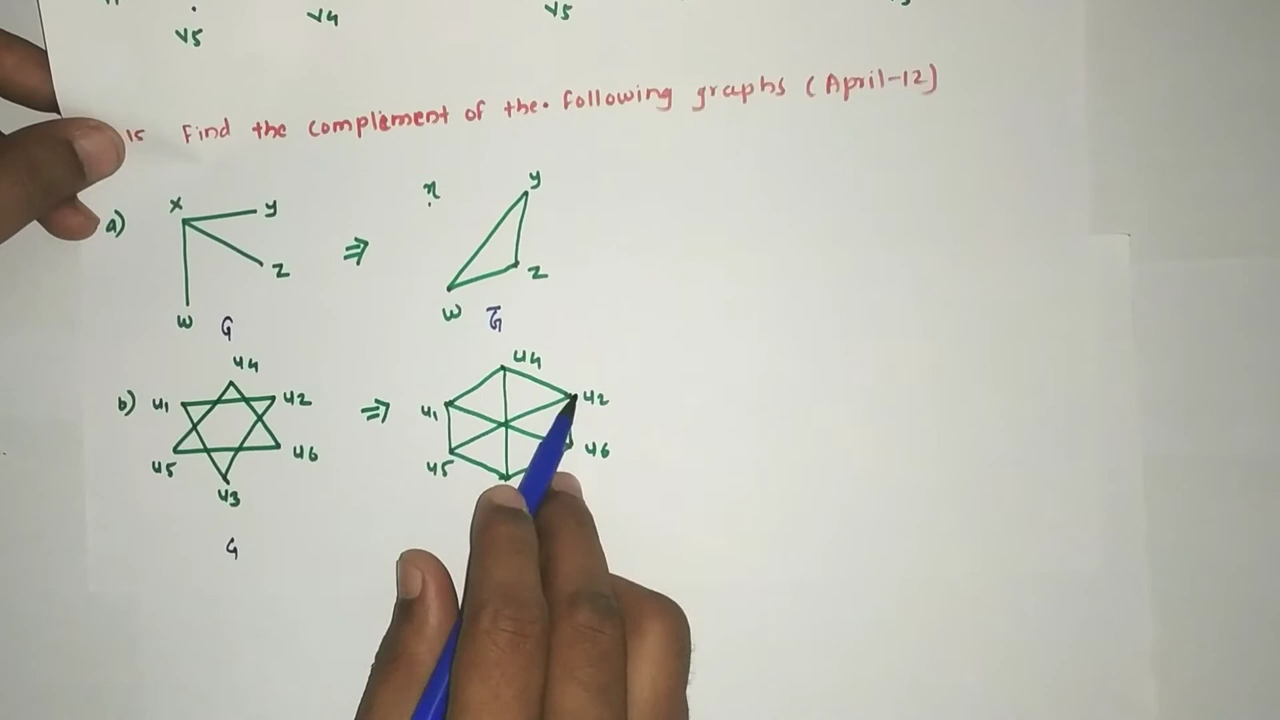 v5 v4 v5
15 Find the complement of the following graphs (April-12)
a) x y z w G ⇒ x y z w G̅
b) u1 u4 u2 u6 u3 u5 G ⇒ u1 u4 u2 u6 u5